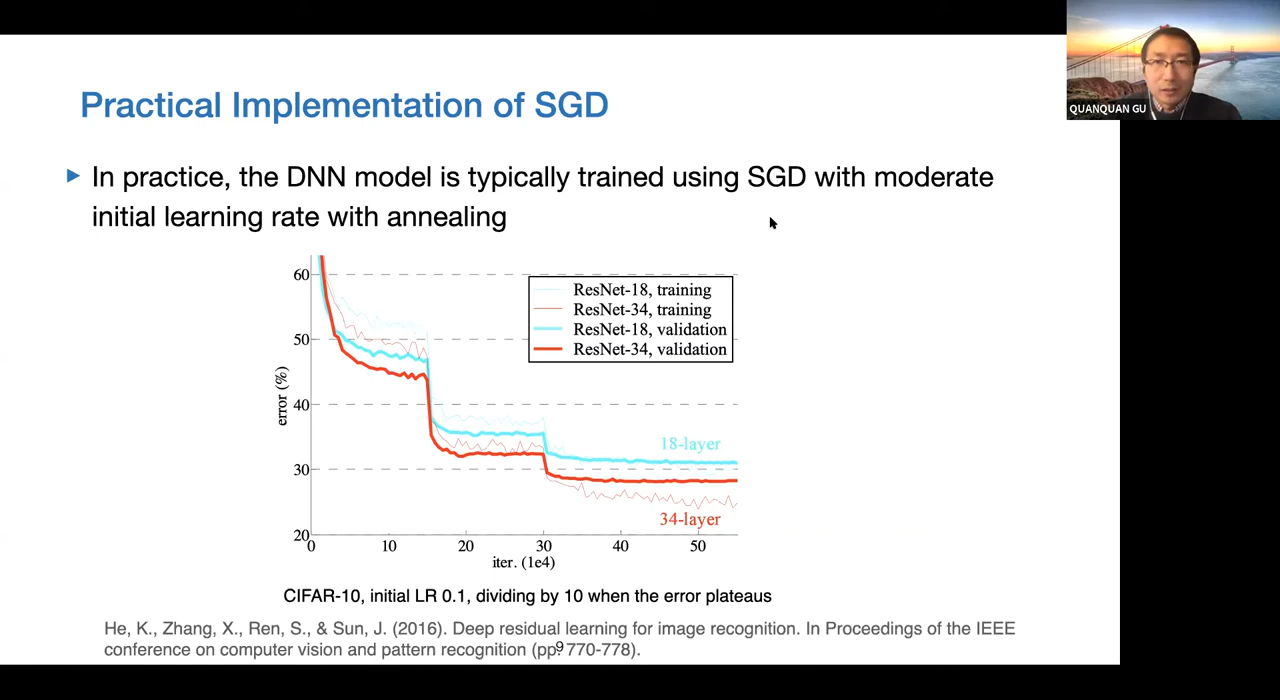 QUANQUAN GU
Practical Implementation of SGD
In practice, the DNN model is typically trained using SGD with moderate
initial learning rate with annealing
60
50
40
30
20
error (%)
ResNet-18, training
ResNet-34, training
ResNet-18, validation
ResNet-34, validation
18-layer
34-layer
0 10 20 30 40 50
iter. (1e4)
CIFAR-10, initial LR 0.1, dividing by 10 when the error plateaus
He, K., Zhang, X., Ren, S., & Sun, J. (2016). Deep residual learning for image recognition. In Proceedings of the IEEE
conference on computer vision and pattern recognition (pp. 770-778).
9